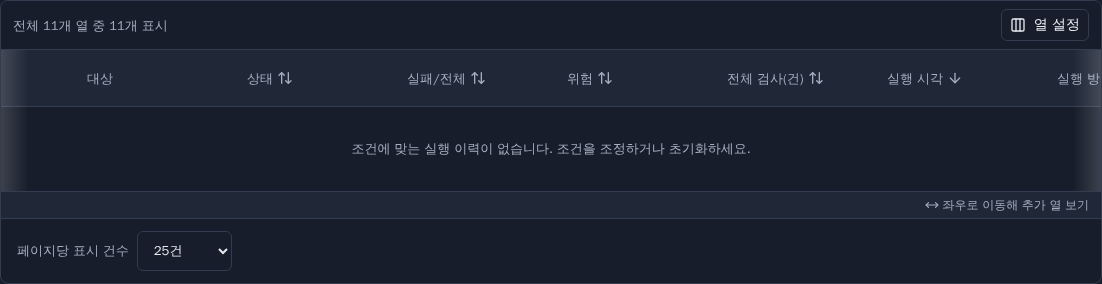 전체 11개 열 중 11개 표시
열 설정
대상 상태 실패/전체 위험 전체 검사(건) 실행 시각 실행 방
조건에 맞는 실행 이력이 없습니다. 조건을 조정하거나 초기화하세요.
좌우로 이동해 추가 열 보기
페이지당 표시 건수 25건